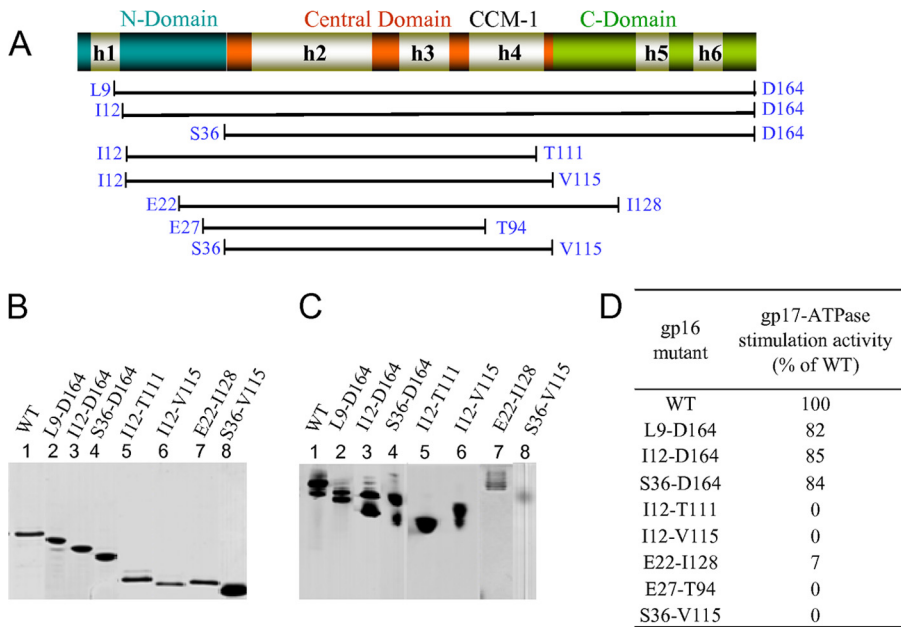 A
N-Domain Central Domain CCM-1 C-Domain
h1 h2 h3 h4 h5 h6
L9 D164
I12 D164
S36 D164
I12 T111
I12 V115
E22 I128
E27 T94
S36 V115
B
WT L9-D164 I12-D164 S36-D164 I12-T111 I12-V115 E22-I128 S36-V115
1 2 3 4 5 6 7 8
C
WT L9-D164 I12-D164 S36-D164 I12-T111 I12-V115 E22-I128 S36-V115
1 2 3 4 5 6 7 8
D
gp16 mutant
gp17-ATPase
stimulation activity
(% of WT)
WT 100
L9-D164 82
I12-D164 85
S36-D164 84
I12-T111 0
I12-V115 0
E22-I128 7
E27-T94 0
S36-V115 0